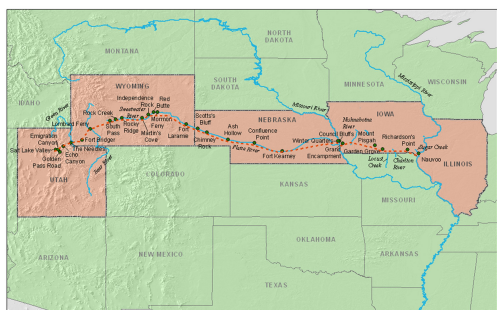 MONTANA
NORTH
DAKOTA
MINNESOTA
WISCONSIN
SOUTH
DAKOTA
IDAHO
WYOMING
Mississippi River
Missouri River
Green River
Independence
Rock
Red
Butte
Rock Creek
Sweetwater
River
Mormon
Ferry
Lombard Ferry
South
Pass
Rocky
Ridge
Martin's
Cove
Fort
Laramie
Scotts's
Bluff
Chimney
Rock
Ash
Hollow
NEBRASKA
Confluence
Point
Platte River
Fort Kearney
Winter Quarters
Council
Bluffs
Grand
Encampment
Nishnabotna
River
IOWA
Mount
Pisgah
Garden Grove
Locust
Creek
Richardson's
Point
Chariton
River
Sugar Creek
Nauvoo
ILLINOIS
Emigration
Canyon
Salt Lake Valley
Golden
Pass Road
Echo
Canyon
Fort Bridger
The Needles
Bear River
UTAH
COLORADO
KANSAS
MISSOURI
ARIZONA
NEW MEXICO
OKLAHOMA
ARKANSAS
TEXAS